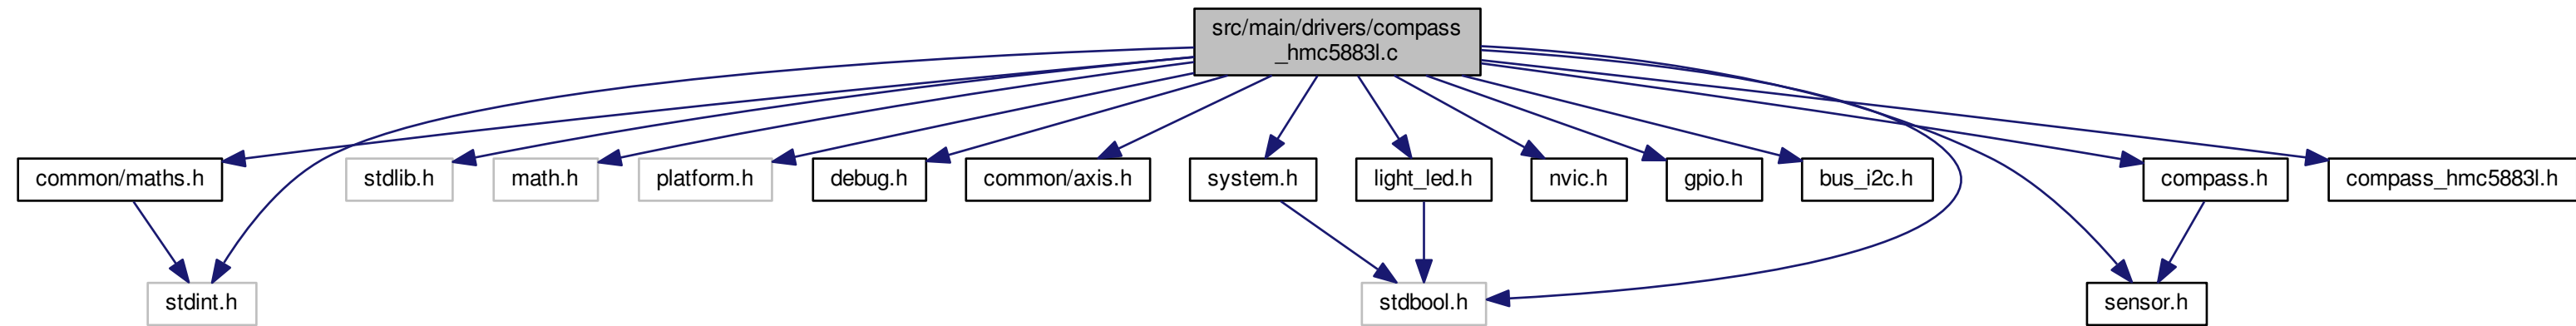 src/main/drivers/compass
_hmc5883l.c
common/maths.h
stdlib.h
math.h
platform.h
debug.h
common/axis.h
system.h
light_led.h
nvic.h
gpio.h
bus_i2c.h
compass.h
compass_hmc5883l.h
stdint.h
stdbool.h
sensor.h